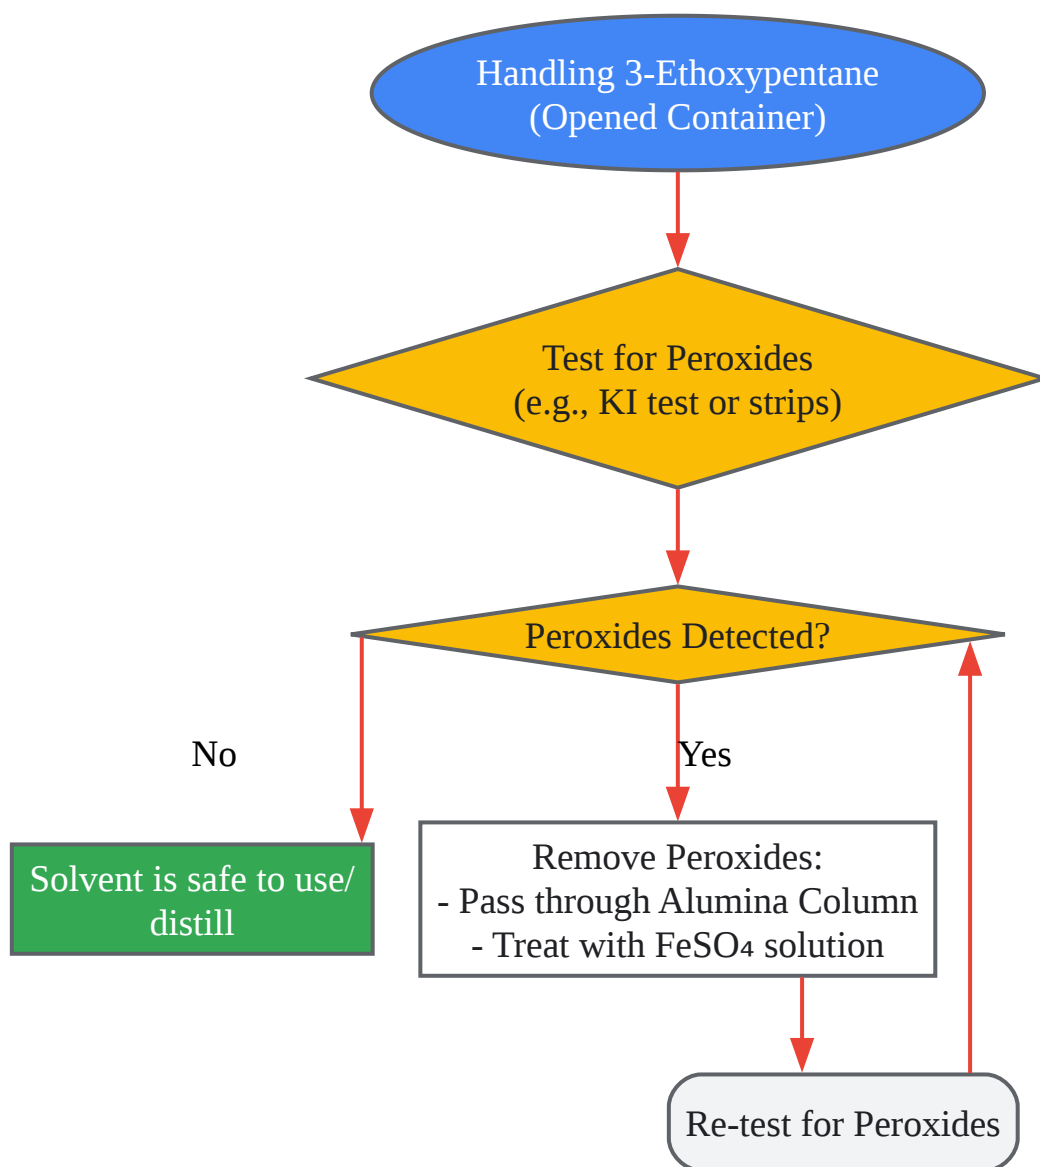 Handling 3-Ethoxypentane
(Opened Container)
Test for Peroxides
(e.g., KI test or strips)
Peroxides Detected?
No
Yes
Solvent is safe to use/
distill
Remove Peroxides:
- Pass through Alumina Column
- Treat with FeSO₄ solution
Re-test for Peroxides